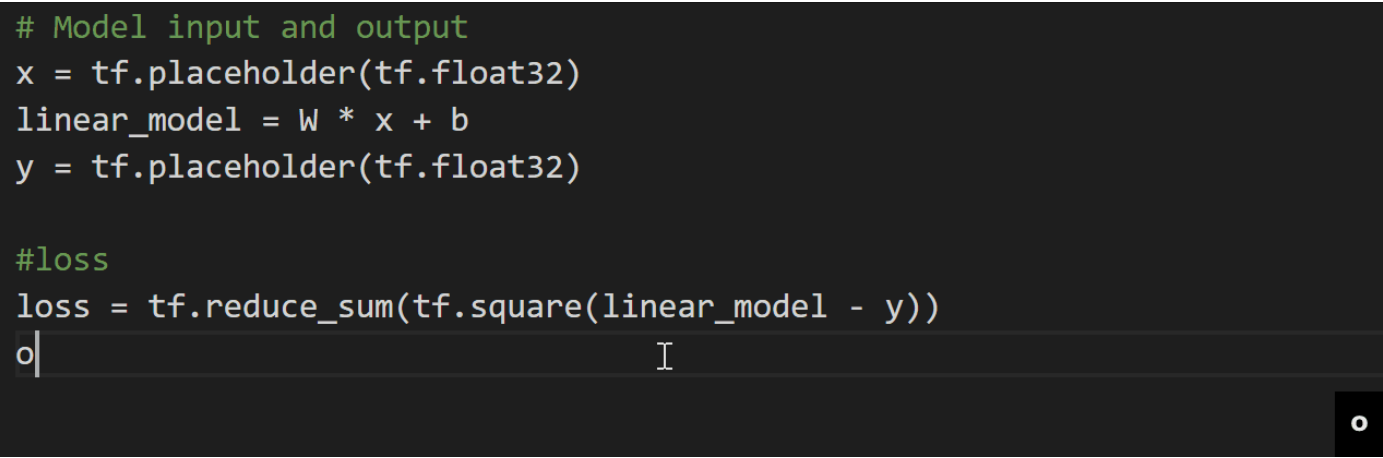 # Model input and output
x = tf.placeholder(tf.float32)
linear_model = W * x + b
y = tf.placeholder(tf.float32)
#loss
loss = tf.reduce_sum(tf.square(linear_model - y))
o
o